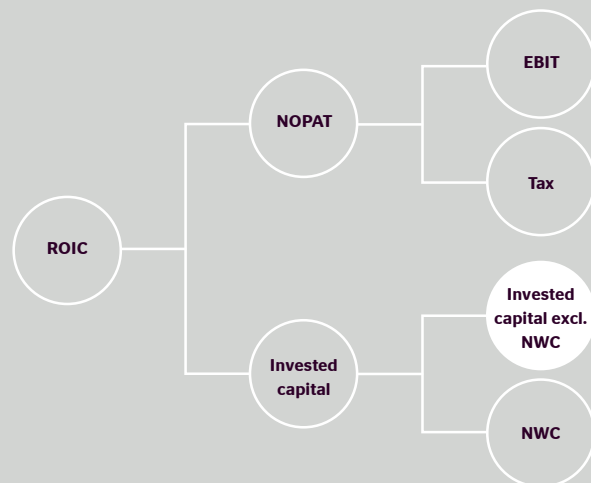 EBIT
NOPAT
Tax
ROIC
Invested
capital excl.
NWC
Invested
capital
NWC